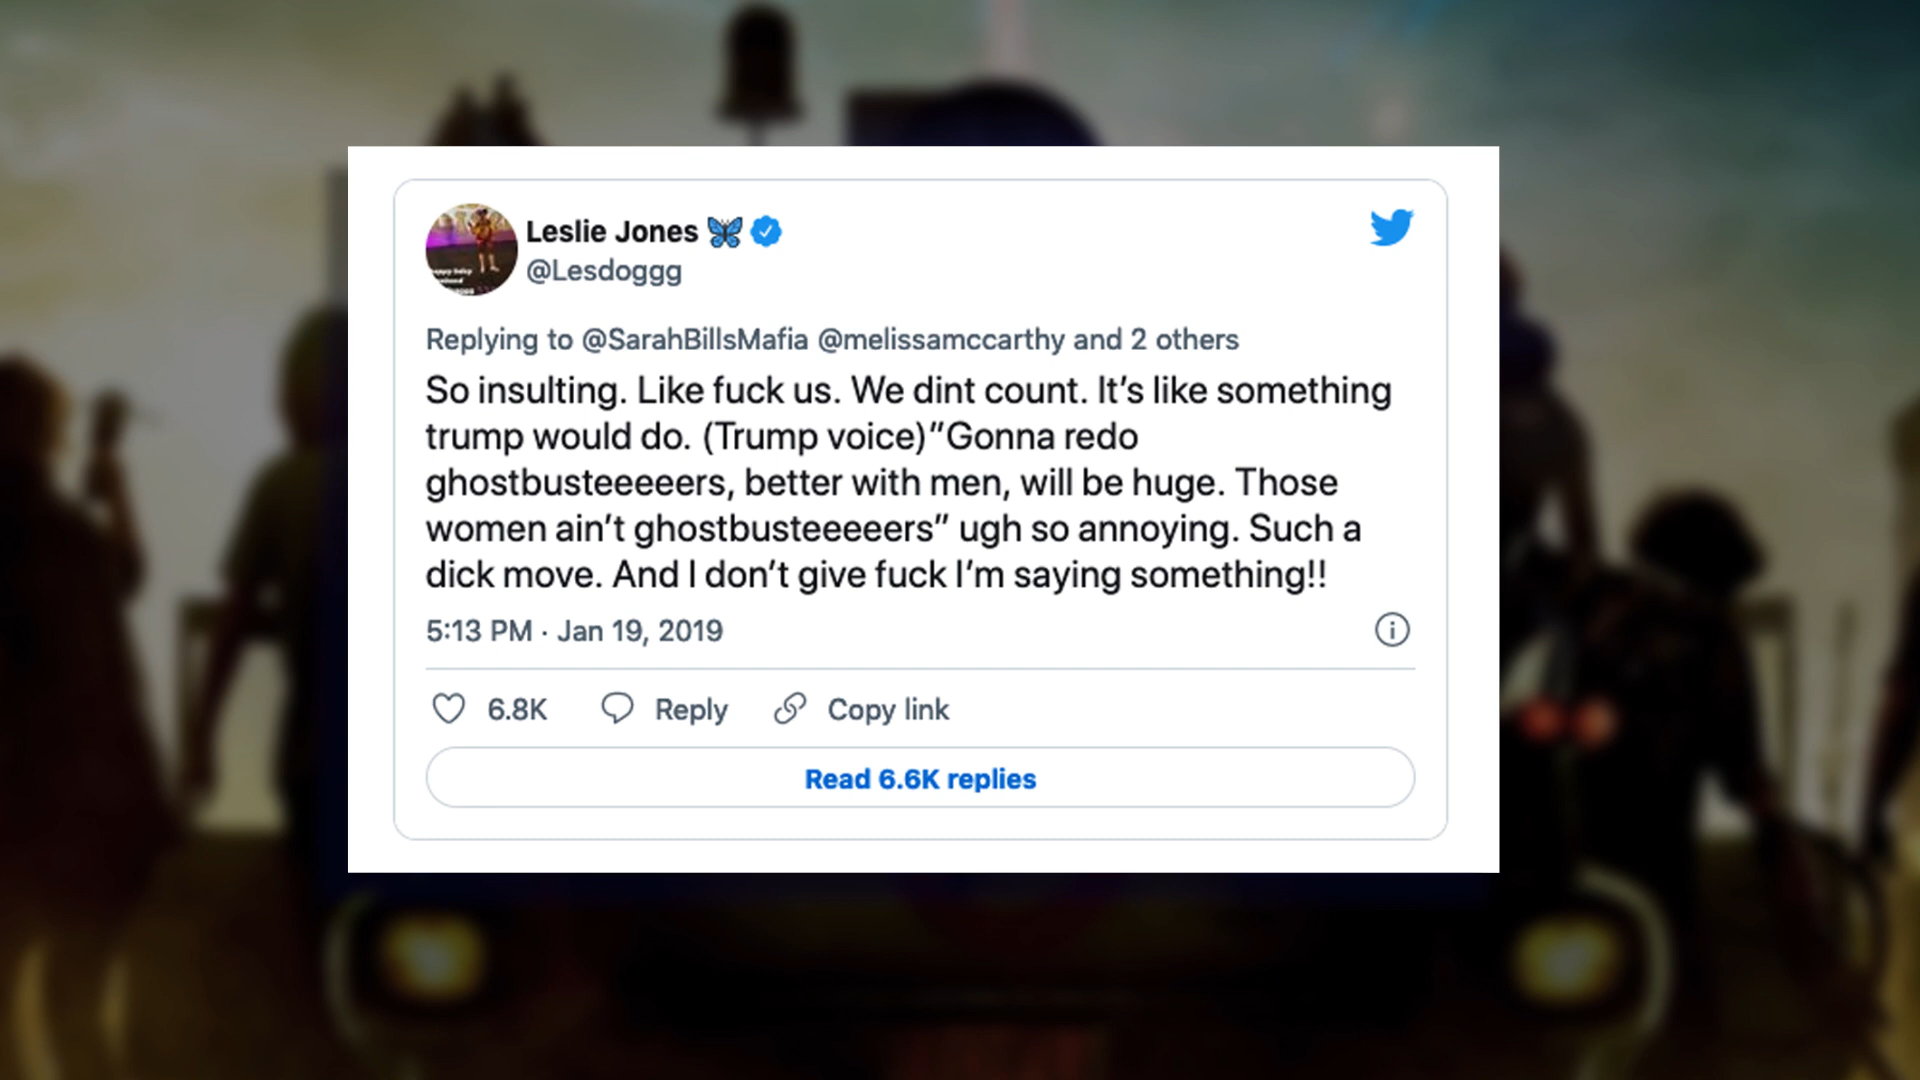 Leslie Jones 🦋
@Lesdoggg
Replying to @SarahBillsMafia @melissamccarthy and 2 others
So insulting. Like fuck us. We dint count. It’s like something
trump would do. (Trump voice)”Gonna redo
ghostbusteeeeers, better with men, will be huge. Those
women ain’t ghostbusteeeeers” ugh so annoying. Such a
dick move. And I don’t give fuck I’m saying something!!
5:13 PM · Jan 19, 2019
6.8K Reply Copy link
Read 6.6K replies